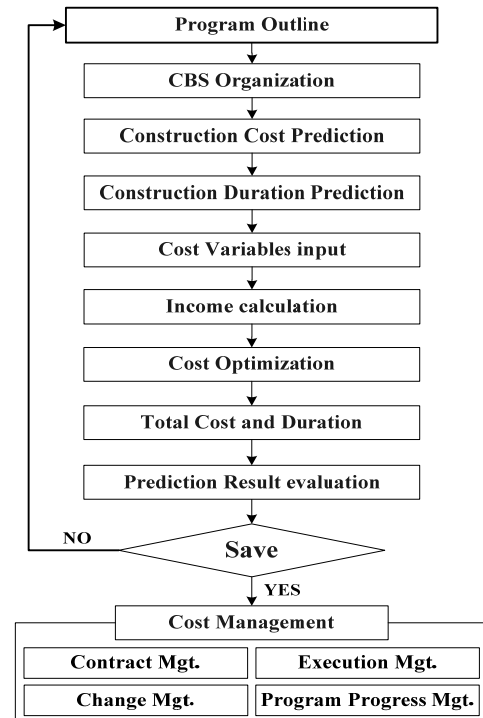 Program Outline
CBS Organization
Construction Cost Prediction
Construction Duration Prediction
Cost Variables input
Income calculation
Cost Optimization
Total Cost and Duration
Prediction Result evaluation
NO
Save
YES
Cost Management
Contract Mgt.
Execution Mgt.
Change Mgt.
Program Progress Mgt.